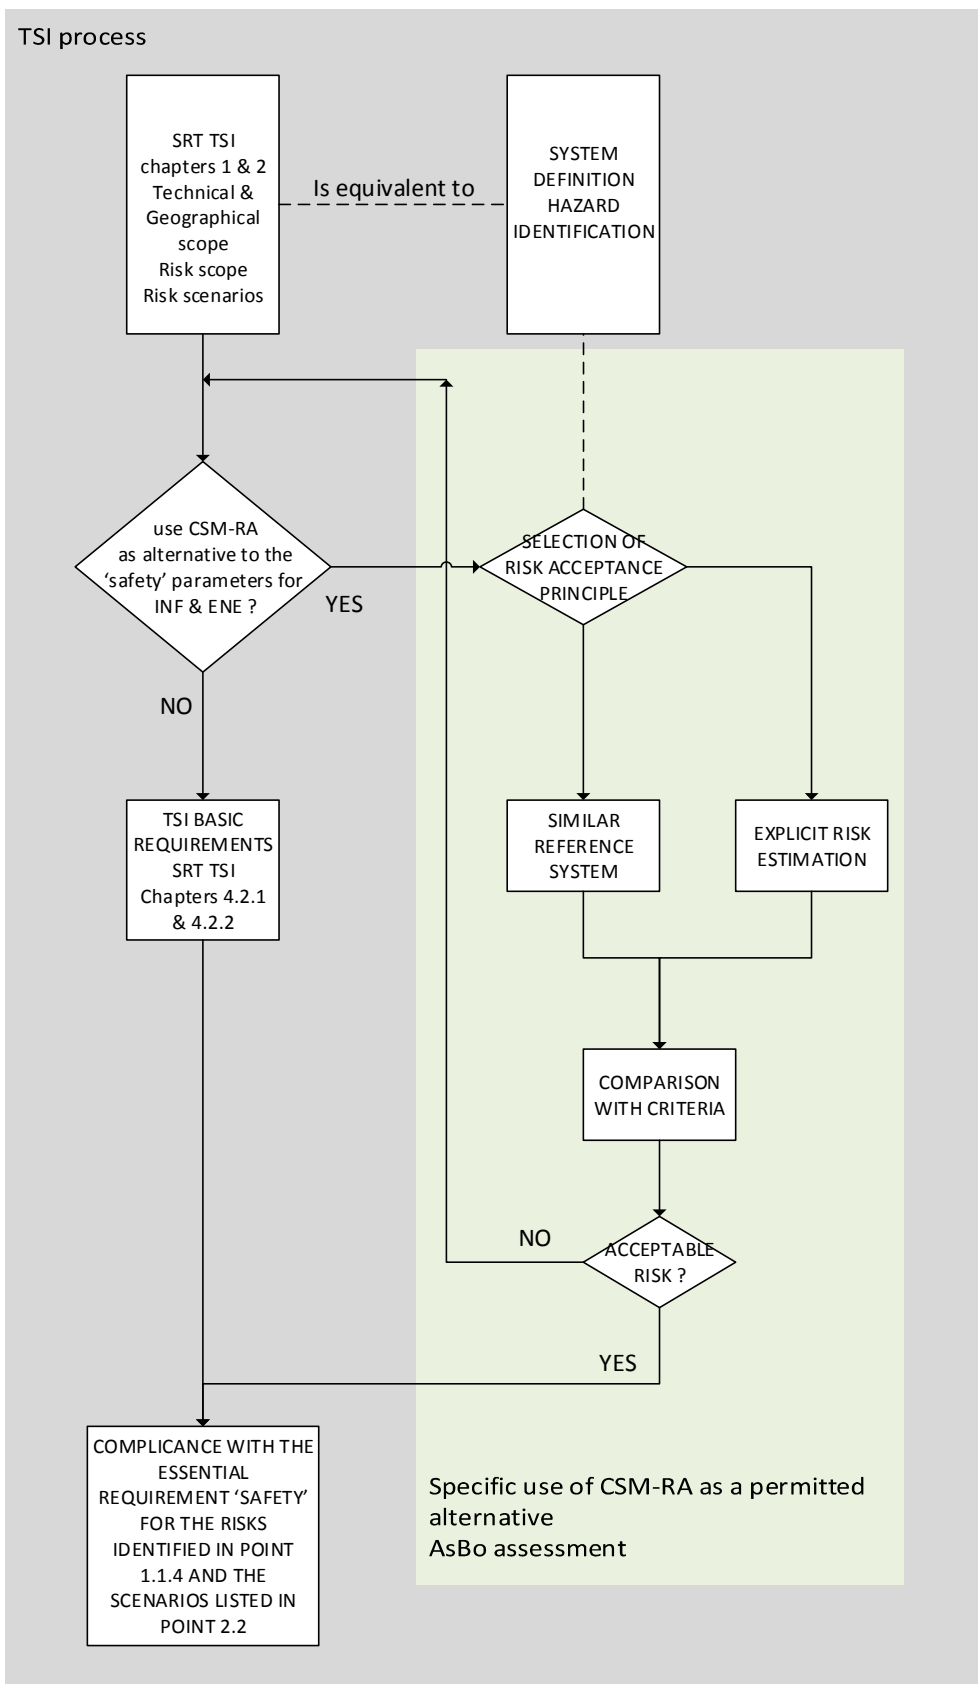 TSI process
SRT TSI
chapters 1 & 2
Technical &
Geographical
scope
Risk scope
Risk scenarios
Is equivalent to
SYSTEM
DEFINITION
HAZARD
IDENTIFICATION
use CSM-RA
as alternative to the
‘safety’ parameters for
INF & ENE ?
YES
NO
SELECTION OF
RISK ACCEPTANCE
PRINCIPLE
TSI BASIC
REQUIREMENTS
SRT TSI
Chapters 4.2.1
& 4.2.2
SIMILAR
REFERENCE
SYSTEM
EXPLICIT RISK
ESTIMATION
COMPARISON
WITH CRITERIA
NO
ACCEPTABLE
RISK ?
YES
COMPLICANCE WITH THE
ESSENTIAL
REQUIREMENT ‘SAFETY’
FOR THE RISKS
IDENTIFIED IN POINT
1.1.4 AND THE
SCENARIOS LISTED IN
POINT 2.2
Specific use of CSM-RA as a permitted
alternative
AsBo assessment